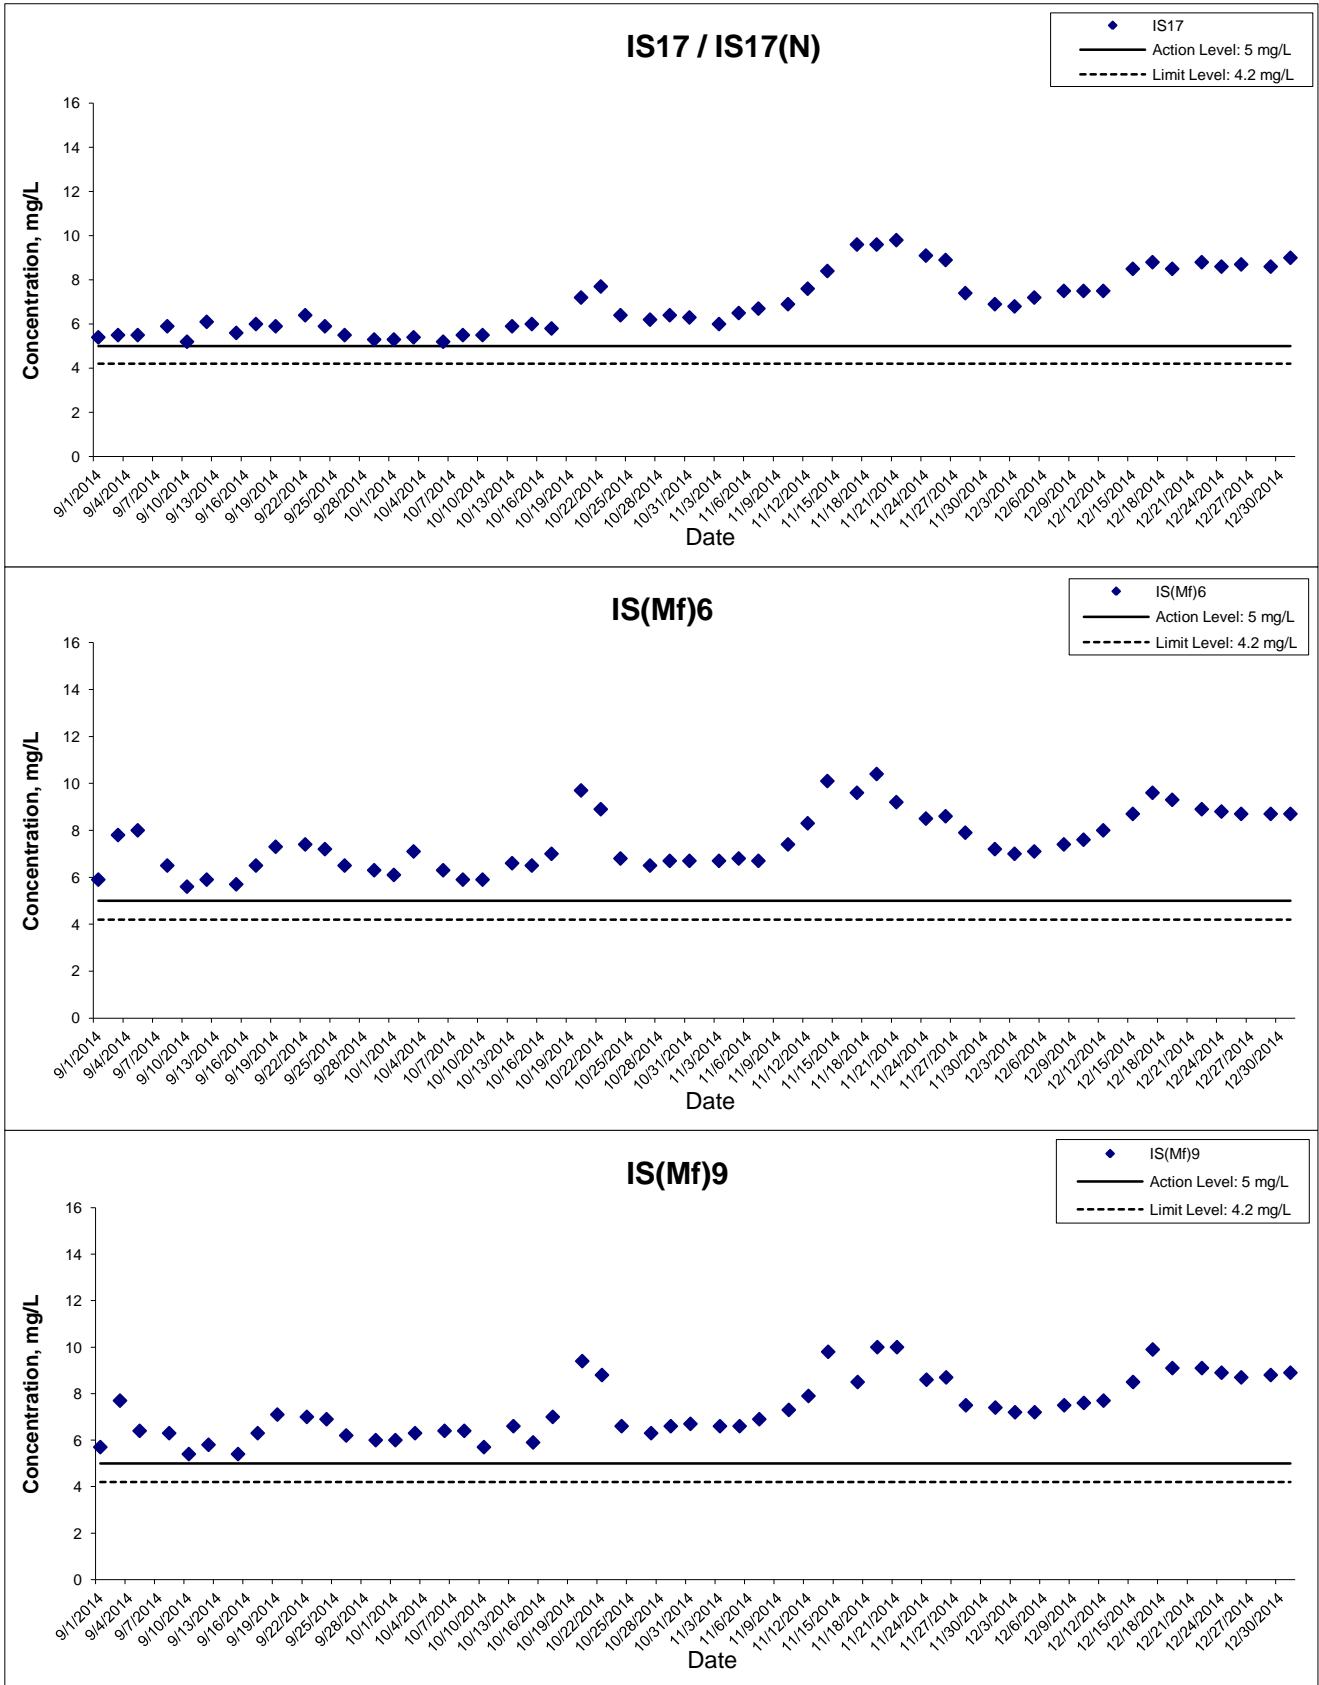 IS17 / IS17(N)
IS17
Action Level: 5 mg/L
Limit Level: 4.2 mg/L
Concentration, mg/L
16
14
12
10
8
6
4
2
0
9/1/2014 9/4/2014 9/7/2014 9/10/2014 9/13/2014 9/16/2014 9/19/2014 9/22/2014 9/25/2014 9/28/2014 10/1/2014 10/4/2014 10/7/2014 10/10/2014 10/13/2014 10/16/2014 10/19/2014 10/22/2014 10/25/2014 10/28/2014 10/31/2014 11/3/2014 11/6/2014 11/9/2014 11/12/2014 11/15/2014 11/18/2014 11/21/2014 11/24/2014 11/27/2014 11/30/2014 12/3/2014 12/6/2014 12/9/2014 12/12/2014 12/15/2014 12/18/2014 12/21/2014 12/24/2014 12/27/2014 12/30/2014
Date
IS(Mf)6
IS(Mf)6
Action Level: 5 mg/L
Limit Level: 4.2 mg/L
Concentration, mg/L
16
14
12
10
8
6
4
2
0
9/1/2014 9/4/2014 9/7/2014 9/10/2014 9/13/2014 9/16/2014 9/19/2014 9/22/2014 9/25/2014 9/28/2014 10/1/2014 10/4/2014 10/7/2014 10/10/2014 10/13/2014 10/16/2014 10/19/2014 10/22/2014 10/25/2014 10/28/2014 10/31/2014 11/3/2014 11/6/2014 11/9/2014 11/12/2014 11/15/2014 11/18/2014 11/21/2014 11/24/2014 11/27/2014 11/30/2014 12/3/2014 12/6/2014 12/9/2014 12/12/2014 12/15/2014 12/18/2014 12/21/2014 12/24/2014 12/27/2014 12/30/2014
Date
IS(Mf)9
IS(Mf)9
Action Level: 5 mg/L
Limit Level: 4.2 mg/L
Concentration, mg/L
16
14
12
10
8
6
4
2
0
9/1/2014 9/4/2014 9/7/2014 9/10/2014 9/13/2014 9/16/2014 9/19/2014 9/22/2014 9/25/2014 9/28/2014 10/1/2014 10/4/2014 10/7/2014 10/10/2014 10/13/2014 10/16/2014 10/19/2014 10/22/2014 10/25/2014 10/28/2014 10/31/2014 11/3/2014 11/6/2014 11/9/2014 11/12/2014 11/15/2014 11/18/2014 11/21/2014 11/24/2014 11/27/2014 11/30/2014 12/3/2014 12/6/2014 12/9/2014 12/12/2014 12/15/2014 12/18/2014 12/21/2014 12/24/2014 12/27/2014 12/30/2014
Date